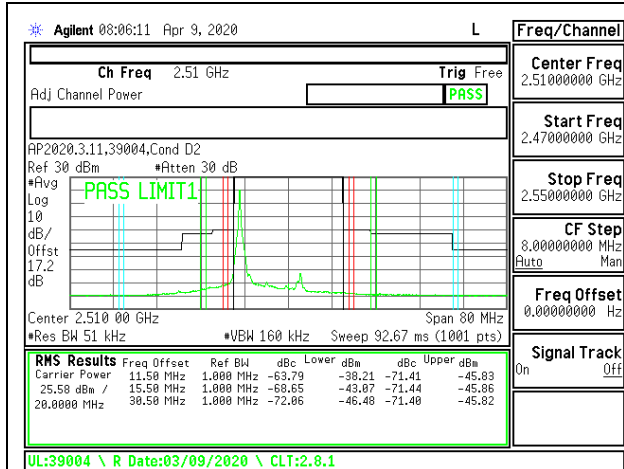 Agilent 08:06:11 Apr 9, 2020 L
Freq/Channel
Ch Freq 2.51 GHz Trig Free
Adj Channel Power PASS
Center Freq
2.51000000 GHz
Start Freq
2.47000000 GHz
AP2020.3.11,39004,Cond D2
Ref 30 dBm #Atten 30 dB
#Avg
Log
10
dB/
Offst
17.2
dB
PASS LIMIT1
Stop Freq
2.55000000 GHz
CF Step
8.00000000 MHz
Auto Man
Freq Offset
0.00000000 Hz
Center 2.510 00 GHz Span 80 MHz
#Res BW 51 kHz #VBW 160 kHz Sweep 92.67 ms (1001 pts)
Signal Track
On Off
RMS Results Freq Offset Ref BW dBc Lower dBm dBc Upper dBm
Carrier Power 11.50 MHz 1.000 MHz -63.79 -38.21 -71.41 -45.83
25.58 dBm / 15.50 MHz 1.000 MHz -68.65 -43.07 -71.44 -45.86
20.0000 MHz 30.50 MHz 1.000 MHz -72.06 -46.48 -71.40 -45.82
UL:39004 \ R Date:03/09/2020 \ CLT:2.8.1